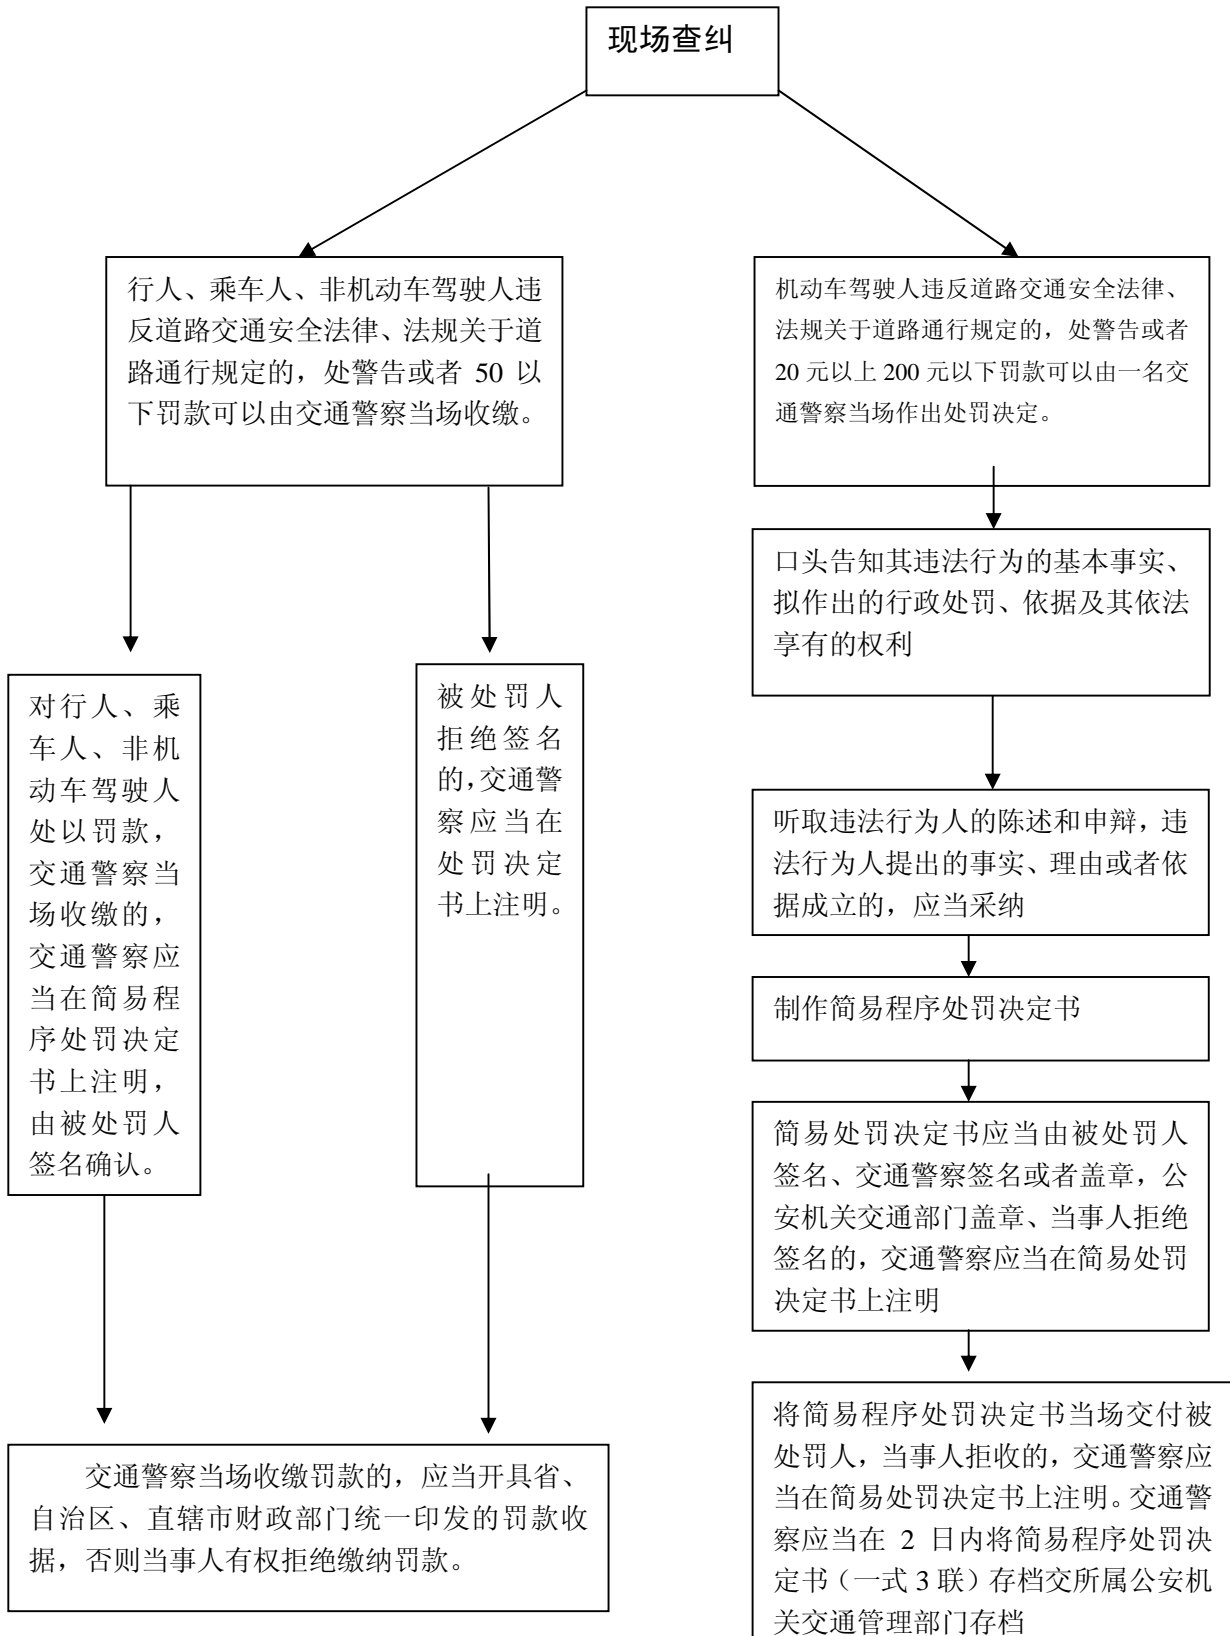 现场查纠
行人、乘车人、非机动车驾驶人违
反道路交通安全法律、法规关于道
路通行规定的，处警告或者 50 以
下罚款可以由交通警察当场收缴。
对行人、乘
车人、非机
动车驾驶人
处以罚款，
交通警察当
场收缴的，
交通警察应
当在简易程
序处罚决定
书上注明，
由被处罚人
签名确认。
被处罚人
拒绝签名
的，交通警
察应当在
处罚决定
书上注明。
交通警察当场收缴罚款的，应当开具省、
自治区、直辖市财政部门统一印发的罚款收
据，否则当事人有权拒绝缴纳罚款。
机动车驾驶人违反道路交通安全法律、
法规关于道路通行规定的，处警告或者
20 元以上 200 元以下罚款可以由一名交
通警察当场作出处罚决定。
口头告知其违法行为的基本事实、
拟作出的行政处罚、依据及其依法
享有的权利
听取违法行为人的陈述和申辩，违
法行为人提出的事实、理由或者依
据成立的，应当采纳
制作简易程序处罚决定书
简易处罚决定书应当由被处罚人
签名、交通警察签名或者盖章，公
安机关交通部门盖章、当事人拒绝
签名的，交通警察应当在简易处罚
决定书上注明
将简易程序处罚决定书当场交付被
处罚人，当事人拒收的，交通警察应
当在简易处罚决定书上注明。交通警
察应当在 2 日内将简易程序处罚决
定书（一式 3 联）存档交所属公安机
关交通管理部门存档